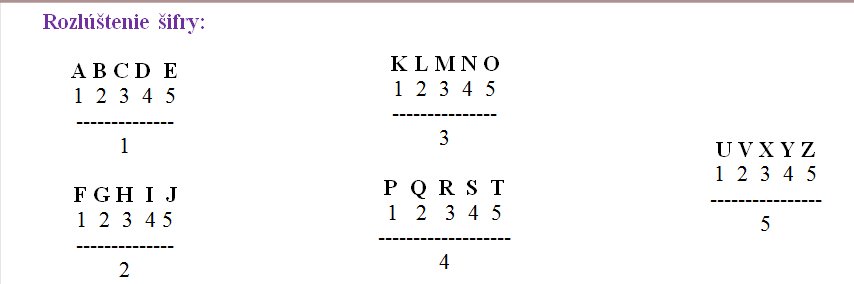 Rozlúštenie šifry:
A B C D E
1 2 3 4 5
--------------
1
F G H I J
1 2 3 4 5
--------------
2
K L M N O
1 2 3 4 5
---------------
3
P Q R S T
1 2 3 4 5
-------------------
4
U V X Y Z
1 2 3 4 5
----------------
5